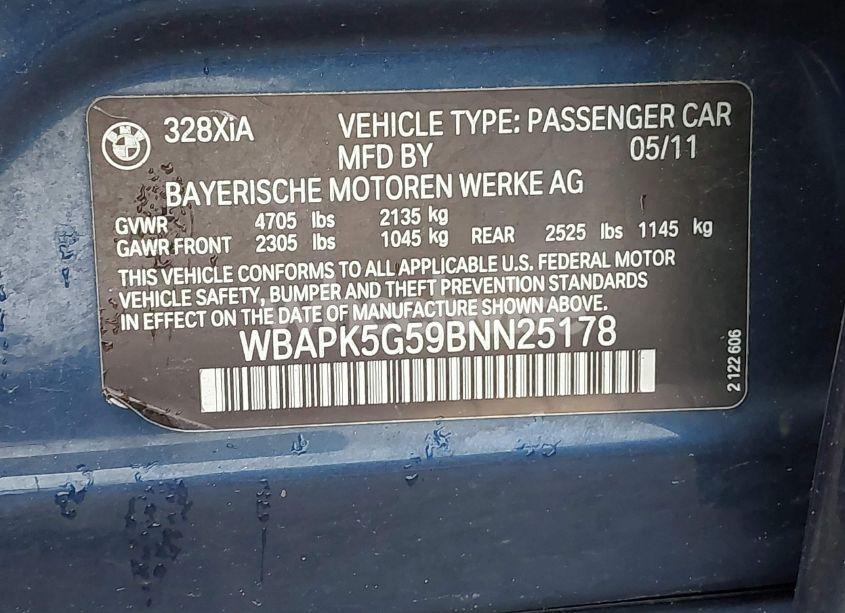 BMW
328XiA VEHICLE TYPE: PASSENGER CAR
MFD BY 05/11
BAYERISCHE MOTOREN WERKE AG
GVWR 4705 lbs 2135 kg
GAWR FRONT 2305 lbs 1045 kg REAR 2525 lbs 1145 kg
THIS VEHICLE CONFORMS TO ALL APPLICABLE U.S. FEDERAL MOTOR
VEHICLE SAFETY, BUMPER AND THEFT PREVENTION STANDARDS
IN EFFECT ON THE DATE OF MANUFACTURE SHOWN ABOVE.
WBAPK5G59BNN25178
2 122 606